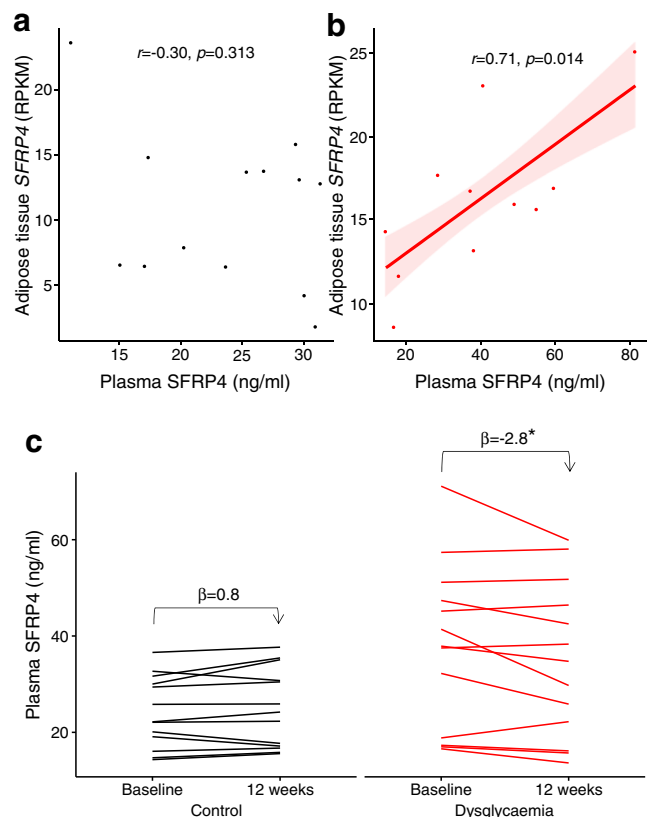 a
r=-0.30, p=0.313
Adipose tissue SFRP4 (RPKM)
20
15
10
5
15 20 25 30
Plasma SFRP4 (ng/ml)
b
r=0.71, p=0.014
Adipose tissue SFRP4 (RPKM)
25
20
15
10
20 40 60 80
Plasma SFRP4 (ng/ml)
c
β=0.8
β=-2.8*
Plasma SFRP4 (ng/ml)
60
40
20
Baseline 12 weeks
Control
Baseline 12 weeks
Dysglycaemia